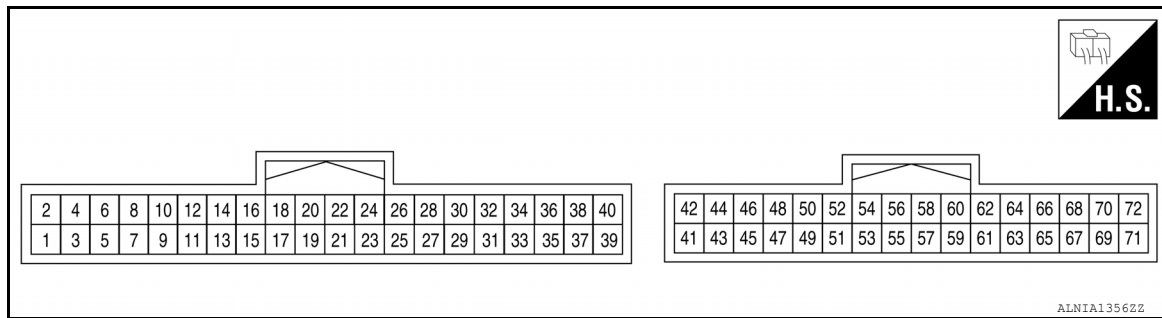 H.S.
2 4 6 8 10 12 14 16 18 20 22 24 26 28 30 32 34 36 38 40
1 3 5 7 9 11 13 15 17 19 21 23 25 27 29 31 33 35 37 39
42 44 46 48 50 52 54 56 58 60 62 64 66 68 70 72
41 43 45 47 49 51 53 55 57 59 61 63 65 67 69 71
ALNIA1356ZZ